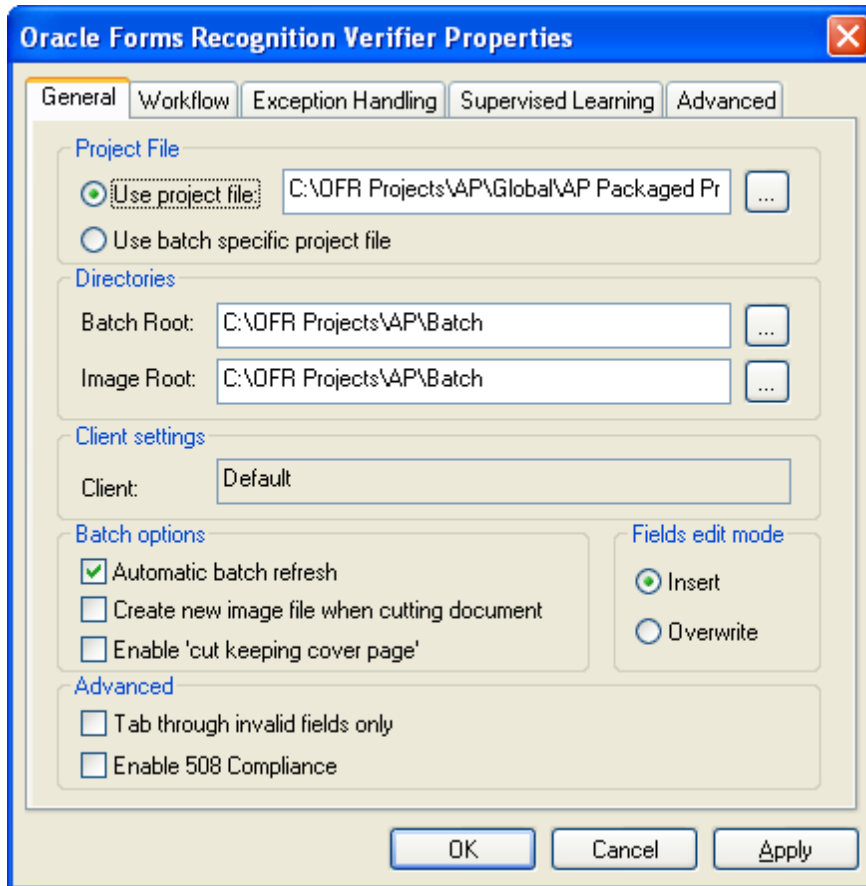 Oracle Forms Recognition Verifier Properties
General Workflow Exception Handling Supervised Learning Advanced
Project File
Use project file: C:\OFR Projects\AP\Global\AP Packaged Pr ...
Use batch specific project file
Directories
Batch Root: C:\OFR Projects\AP\Batch ...
Image Root: C:\OFR Projects\AP\Batch ...
Client settings
Client: Default
Batch options
Automatic batch refresh
Create new image file when cutting document
Enable 'cut keeping cover page'
Fields edit mode
Insert
Overwrite
Advanced
Tab through invalid fields only
Enable 508 Compliance
OK Cancel Apply